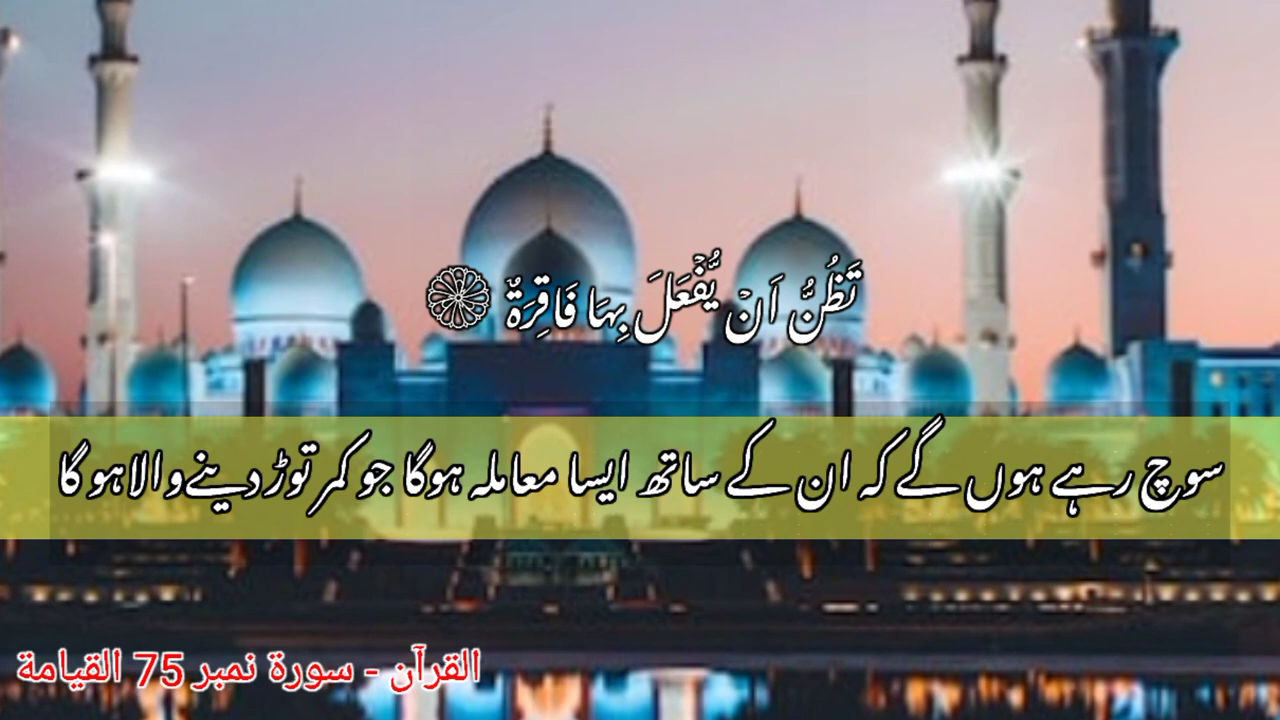 تَظُنُّ اَنۡ يُّفۡعَلَ بِهَا فَاقِرَةٌ ۞
سوچ رہے ہوں گے کہ ان کے ساتھ ایسا معاملہ ہوگا جو کمر توڑ دینے والا ہوگا
القرآن - سورة نمبر 75 القيامة